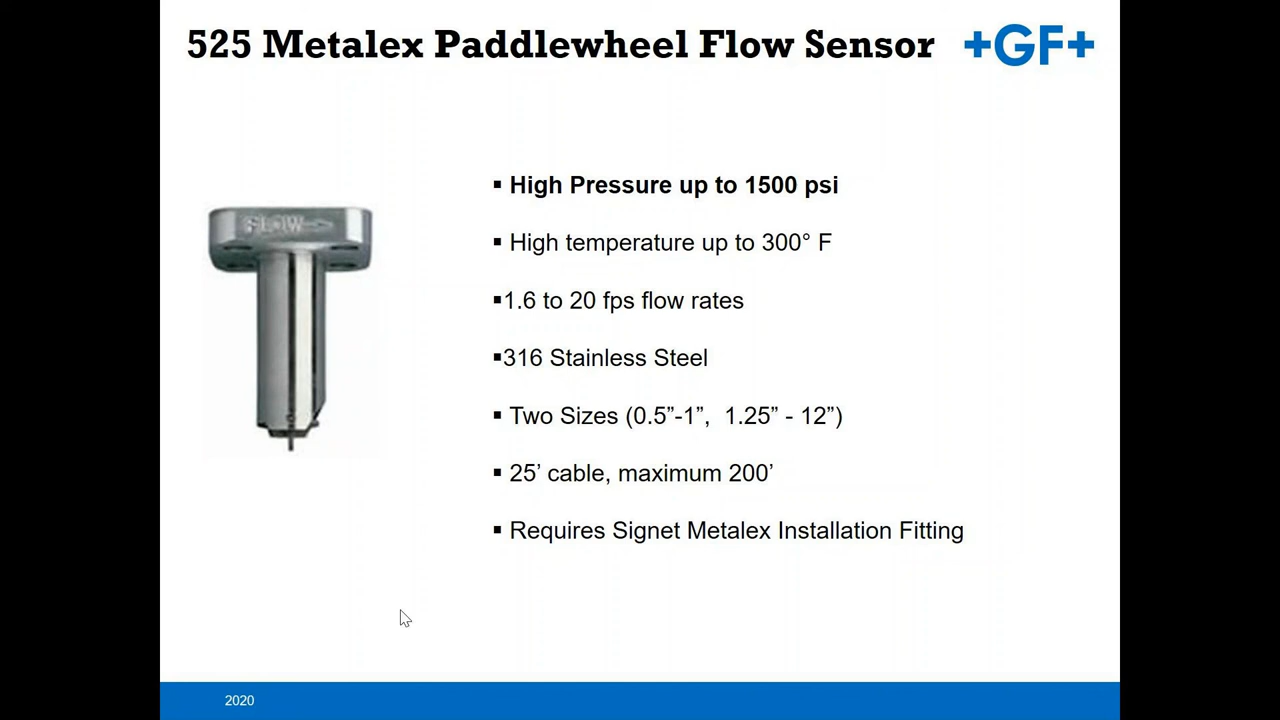 525 Metalex Paddlewheel Flow Sensor
+GF+
FLOW
▪ High Pressure up to 1500 psi
▪ High temperature up to 300° F
▪1.6 to 20 fps flow rates
▪316 Stainless Steel
▪ Two Sizes (0.5”-1”,  1.25” - 12”)
▪ 25’ cable, maximum 200’
▪ Requires Signet Metalex Installation Fitting
2020